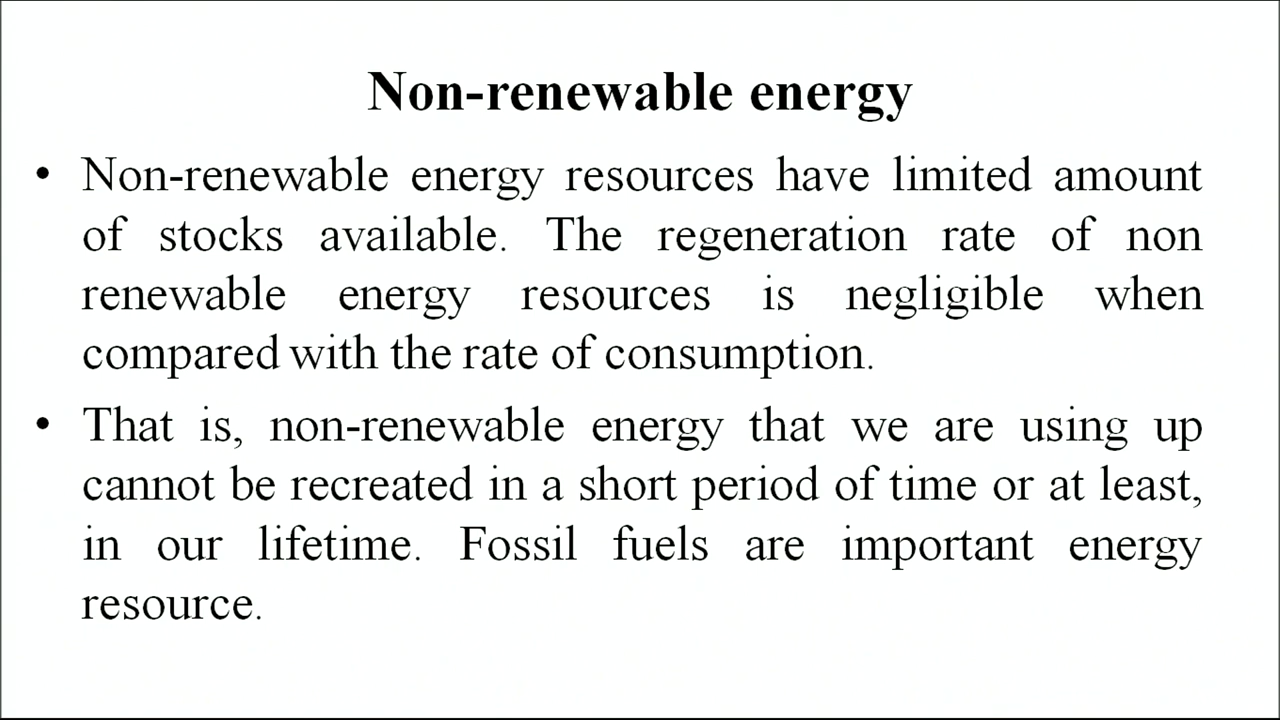 Non-renewable energy
• Non-renewable energy resources have limited amount
of stocks available. The regeneration rate of non
renewable energy resources is negligible when
compared with the rate of consumption.
• That is, non-renewable energy that we are using up
cannot be recreated in a short period of time or at least,
in our lifetime. Fossil fuels are important energy
resource.